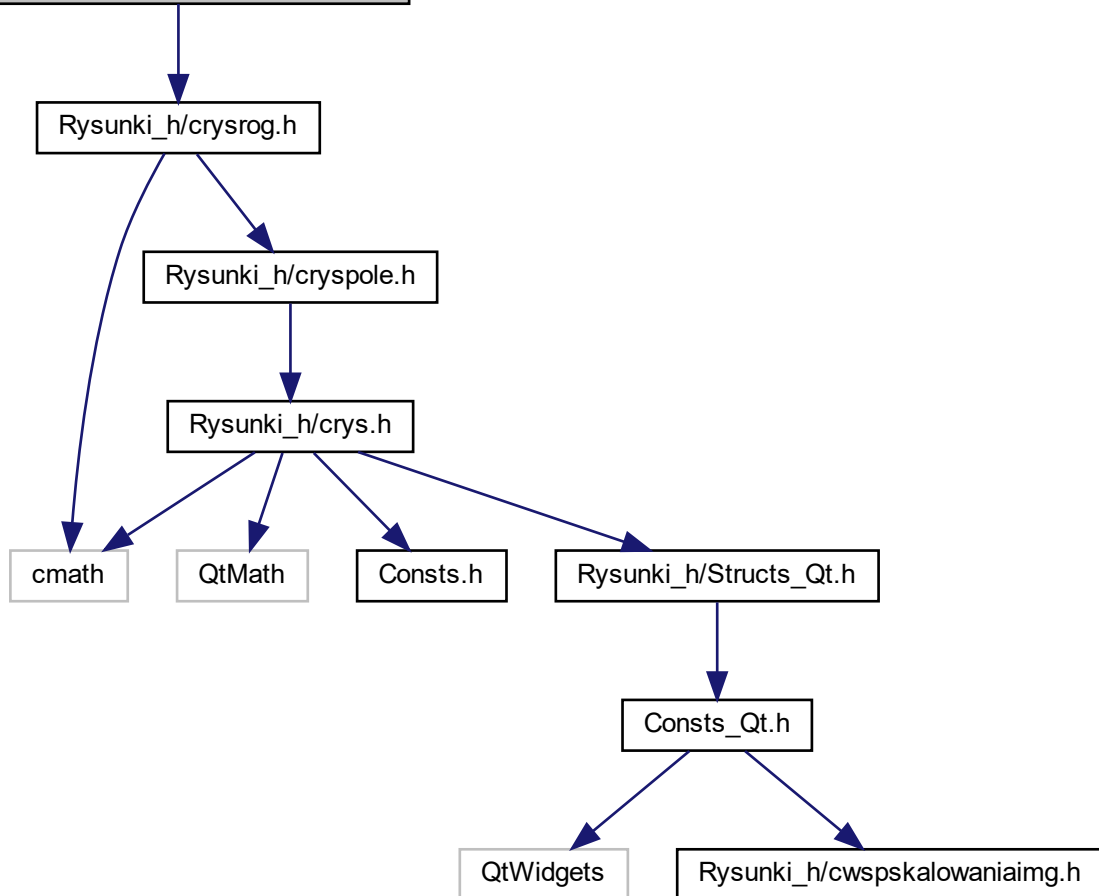 Rysunki_h/crysrog.h
Rysunki_h/cryspole.h
Rysunki_h/crys.h
cmath
QtMath
Consts.h
Rysunki_h/Structs_Qt.h
Consts_Qt.h
QtWidgets
Rysunki_h/cwspskalowaniaimg.h